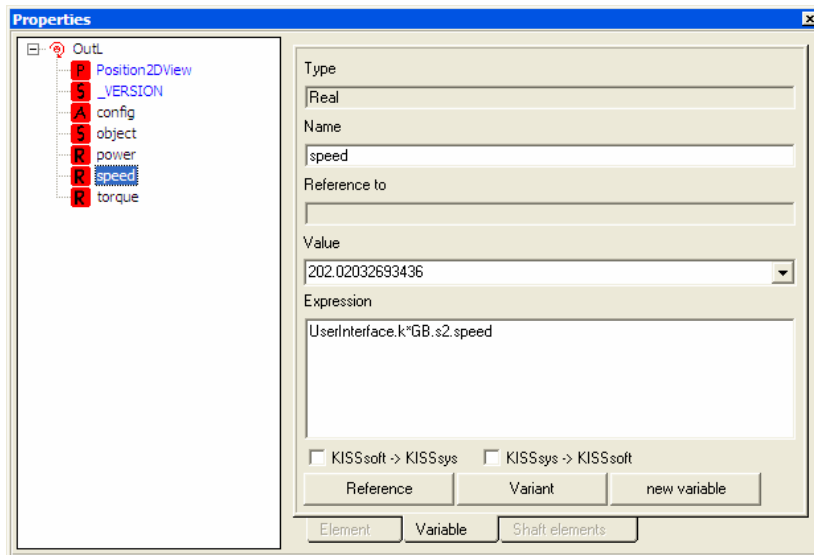 Properties
OutL
P Position2DView
S _VERSION
A config
S object
R power
R speed
R torque
Type
Real
Name
speed
Reference to
Value
202.02032693436
Expression
UserInterface.k*GB.s2.speed
KISSsoft -> KISSsys KISSsys -> KISSsoft
Reference Variant new variable
Element Variable Shaft elements